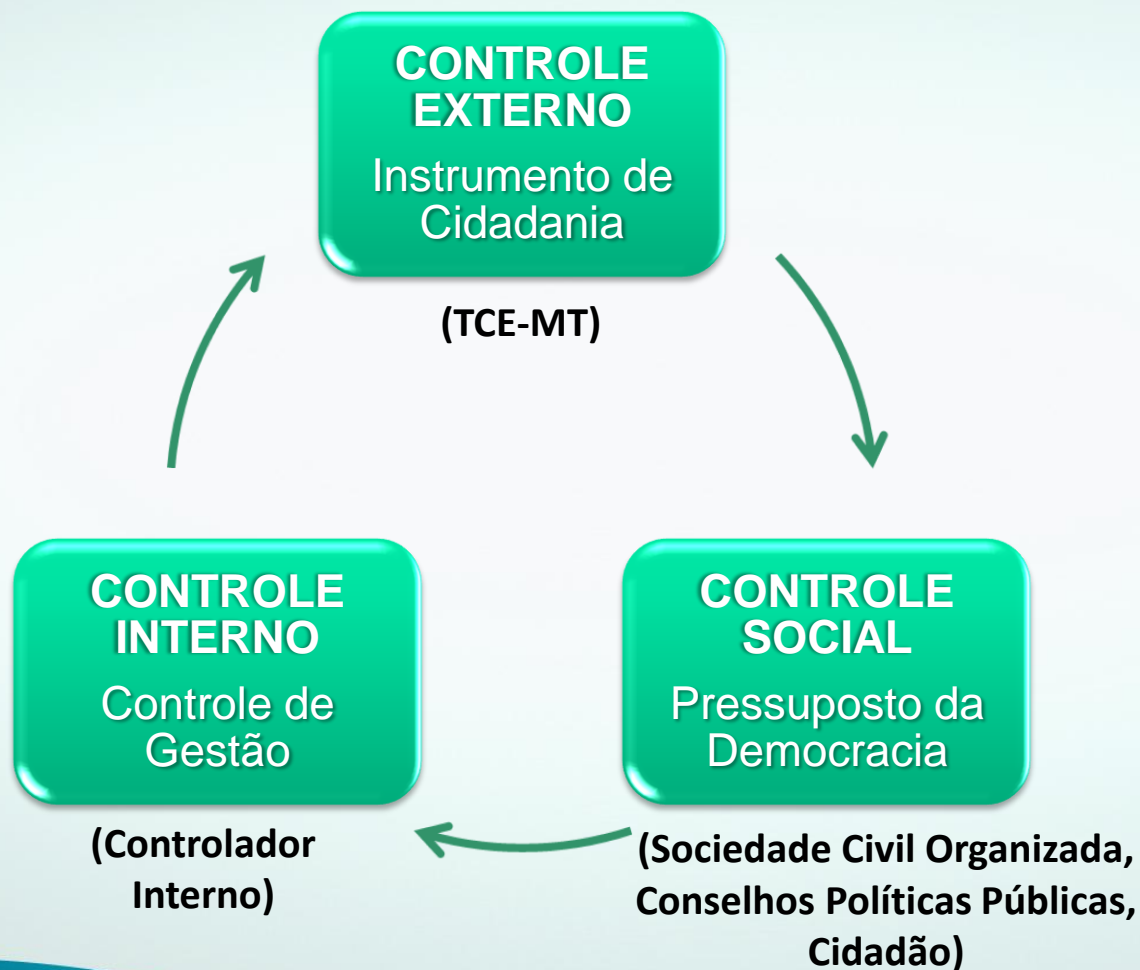 CONTROLE
EXTERNO
Instrumento de
Cidadania
(TCE-MT)
CONTROLE
INTERNO
Controle de
Gestão
(Controlador
Interno)
CONTROLE
SOCIAL
Pressuposto da
Democracia
(Sociedade Civil Organizada,
Conselhos Políticas Públicas,
Cidadão)